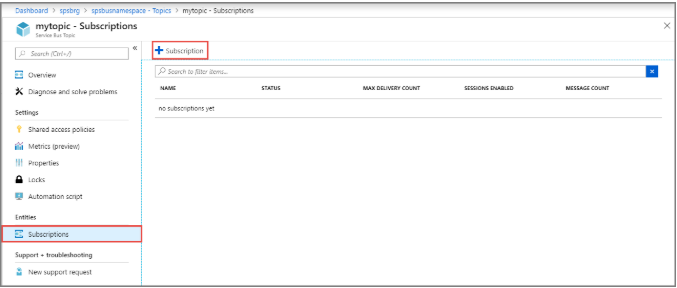 Dashboard > spsbrg > spsbusnamespace - Topics > mytopic - Subscriptions
mytopic - Subscriptions
Service Bus Topic
Search (Ctrl+/)
Overview
Diagnose and solve problems
Settings
Shared access policies
Metrics (preview)
Properties
Locks
Automation script
Entities
Subscriptions
Support + troubleshooting
New support request
+ Subscription
Search to filter items...
NAME STATUS MAX DELIVERY COUNT SESSIONS ENABLED MESSAGE COUNT
no subscriptions yet